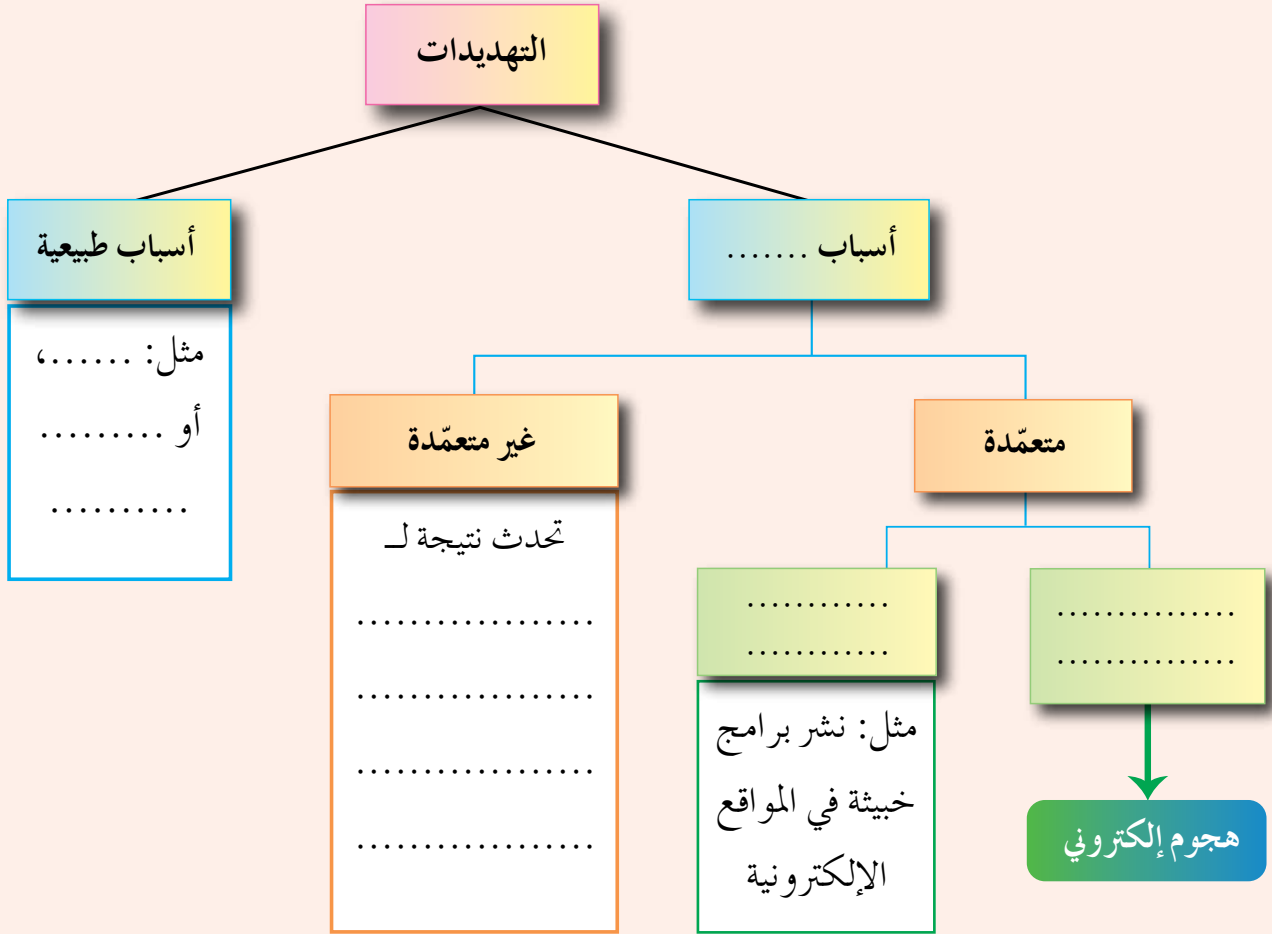 التهديدات
أسباب .......
أسباب طبيعية
متعمّدة
غير متعمّدة
...............
...............
هجوم إلكتروني
............
............
مثل: نشر برامج
خبيثة في المواقع
الإلكترونية
تحدث نتيجة لـ
..................
..................
..................
..................
مثل: ......،
أو .........
..........